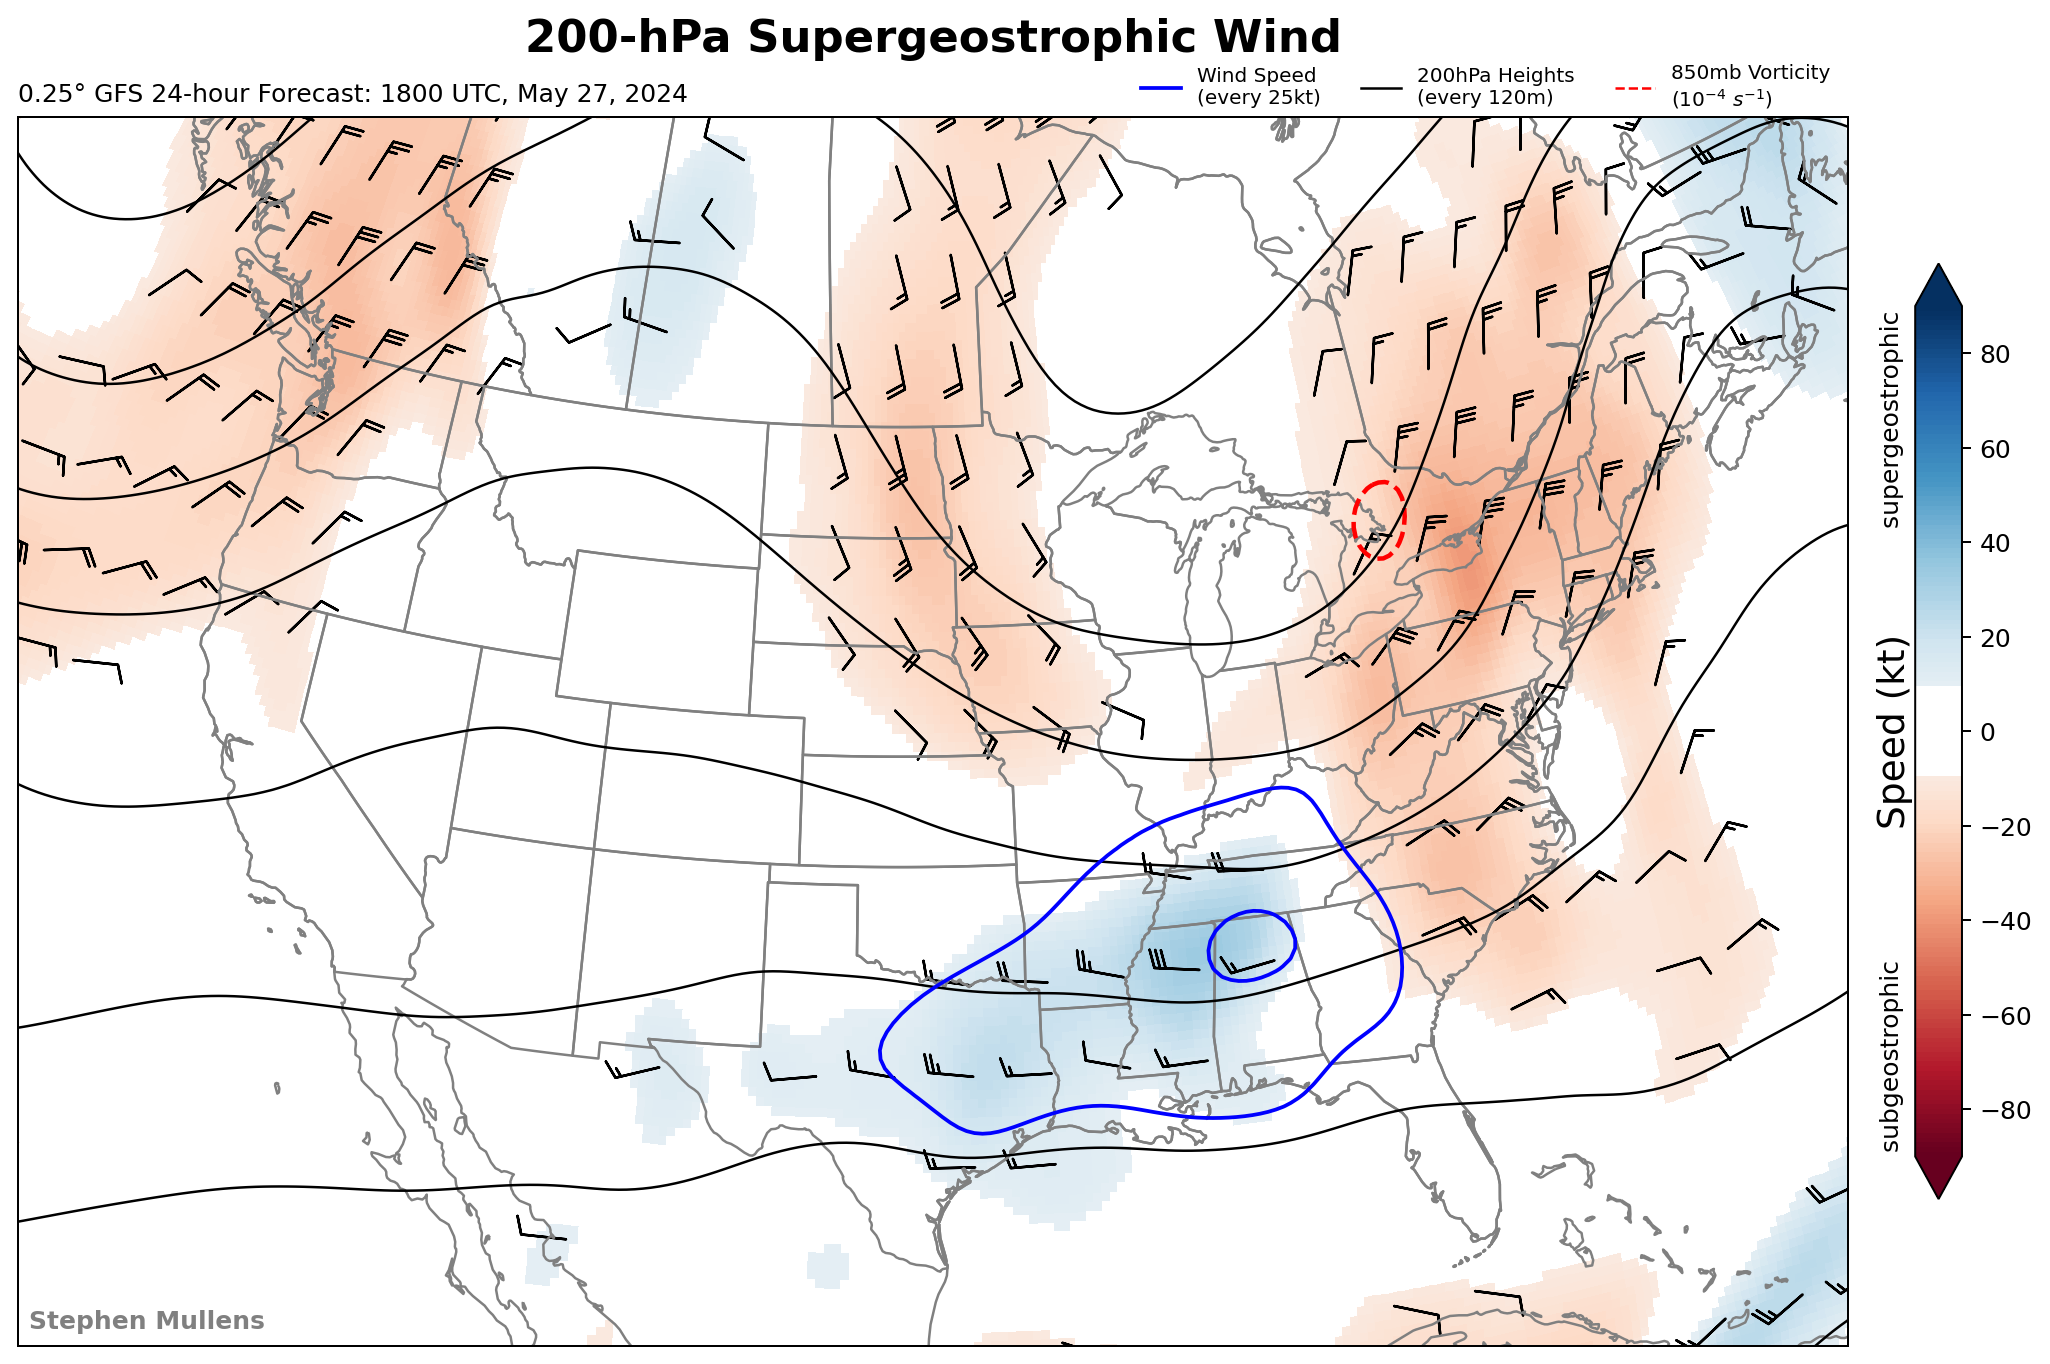 200-hPa Supergeostrophic Wind
0.25° GFS 24-hour Forecast: 1800 UTC, May 27, 2024
Wind Speed
(every 25kt)
200hPa Heights
(every 120m)
850mb Vorticity
(10⁻⁴ s⁻¹)
supergeostrophic
Speed (kt)
subgeostrophic
80
60
40
20
0
−20
−40
−60
−80
Stephen Mullens